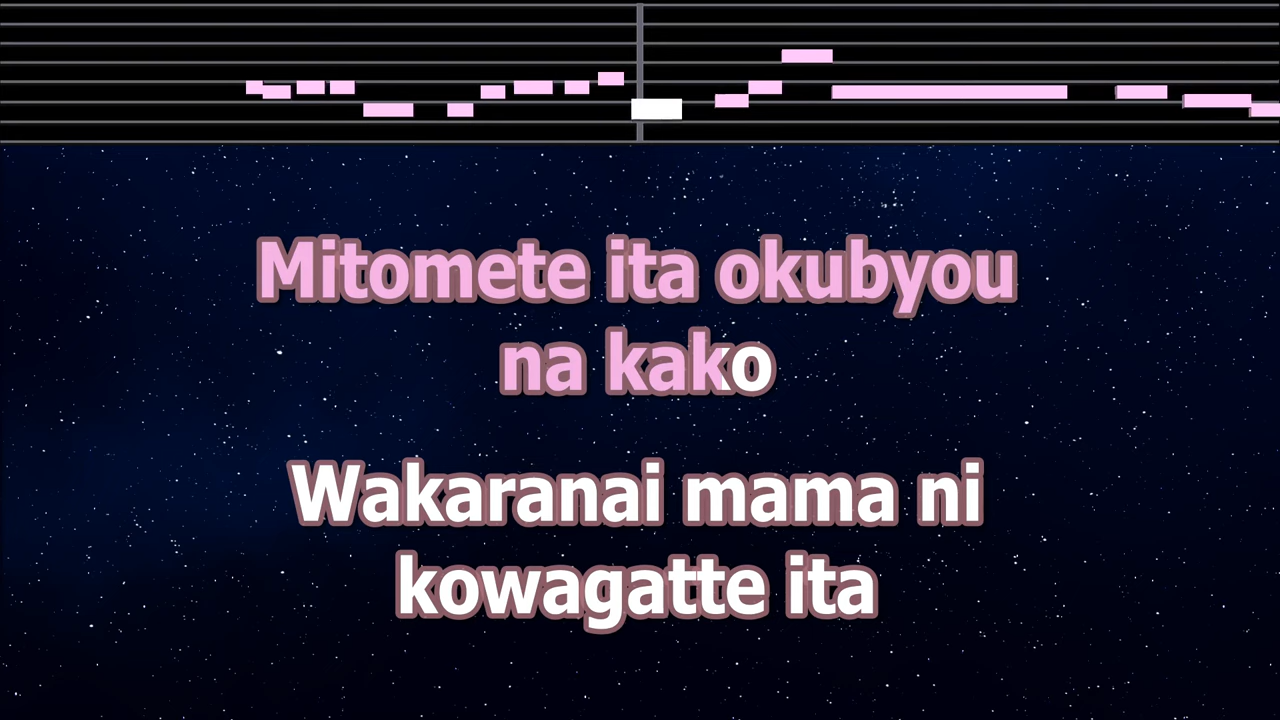 Mitomete ita okubyou
na kako
Wakaranai mama ni
kowagatte ita